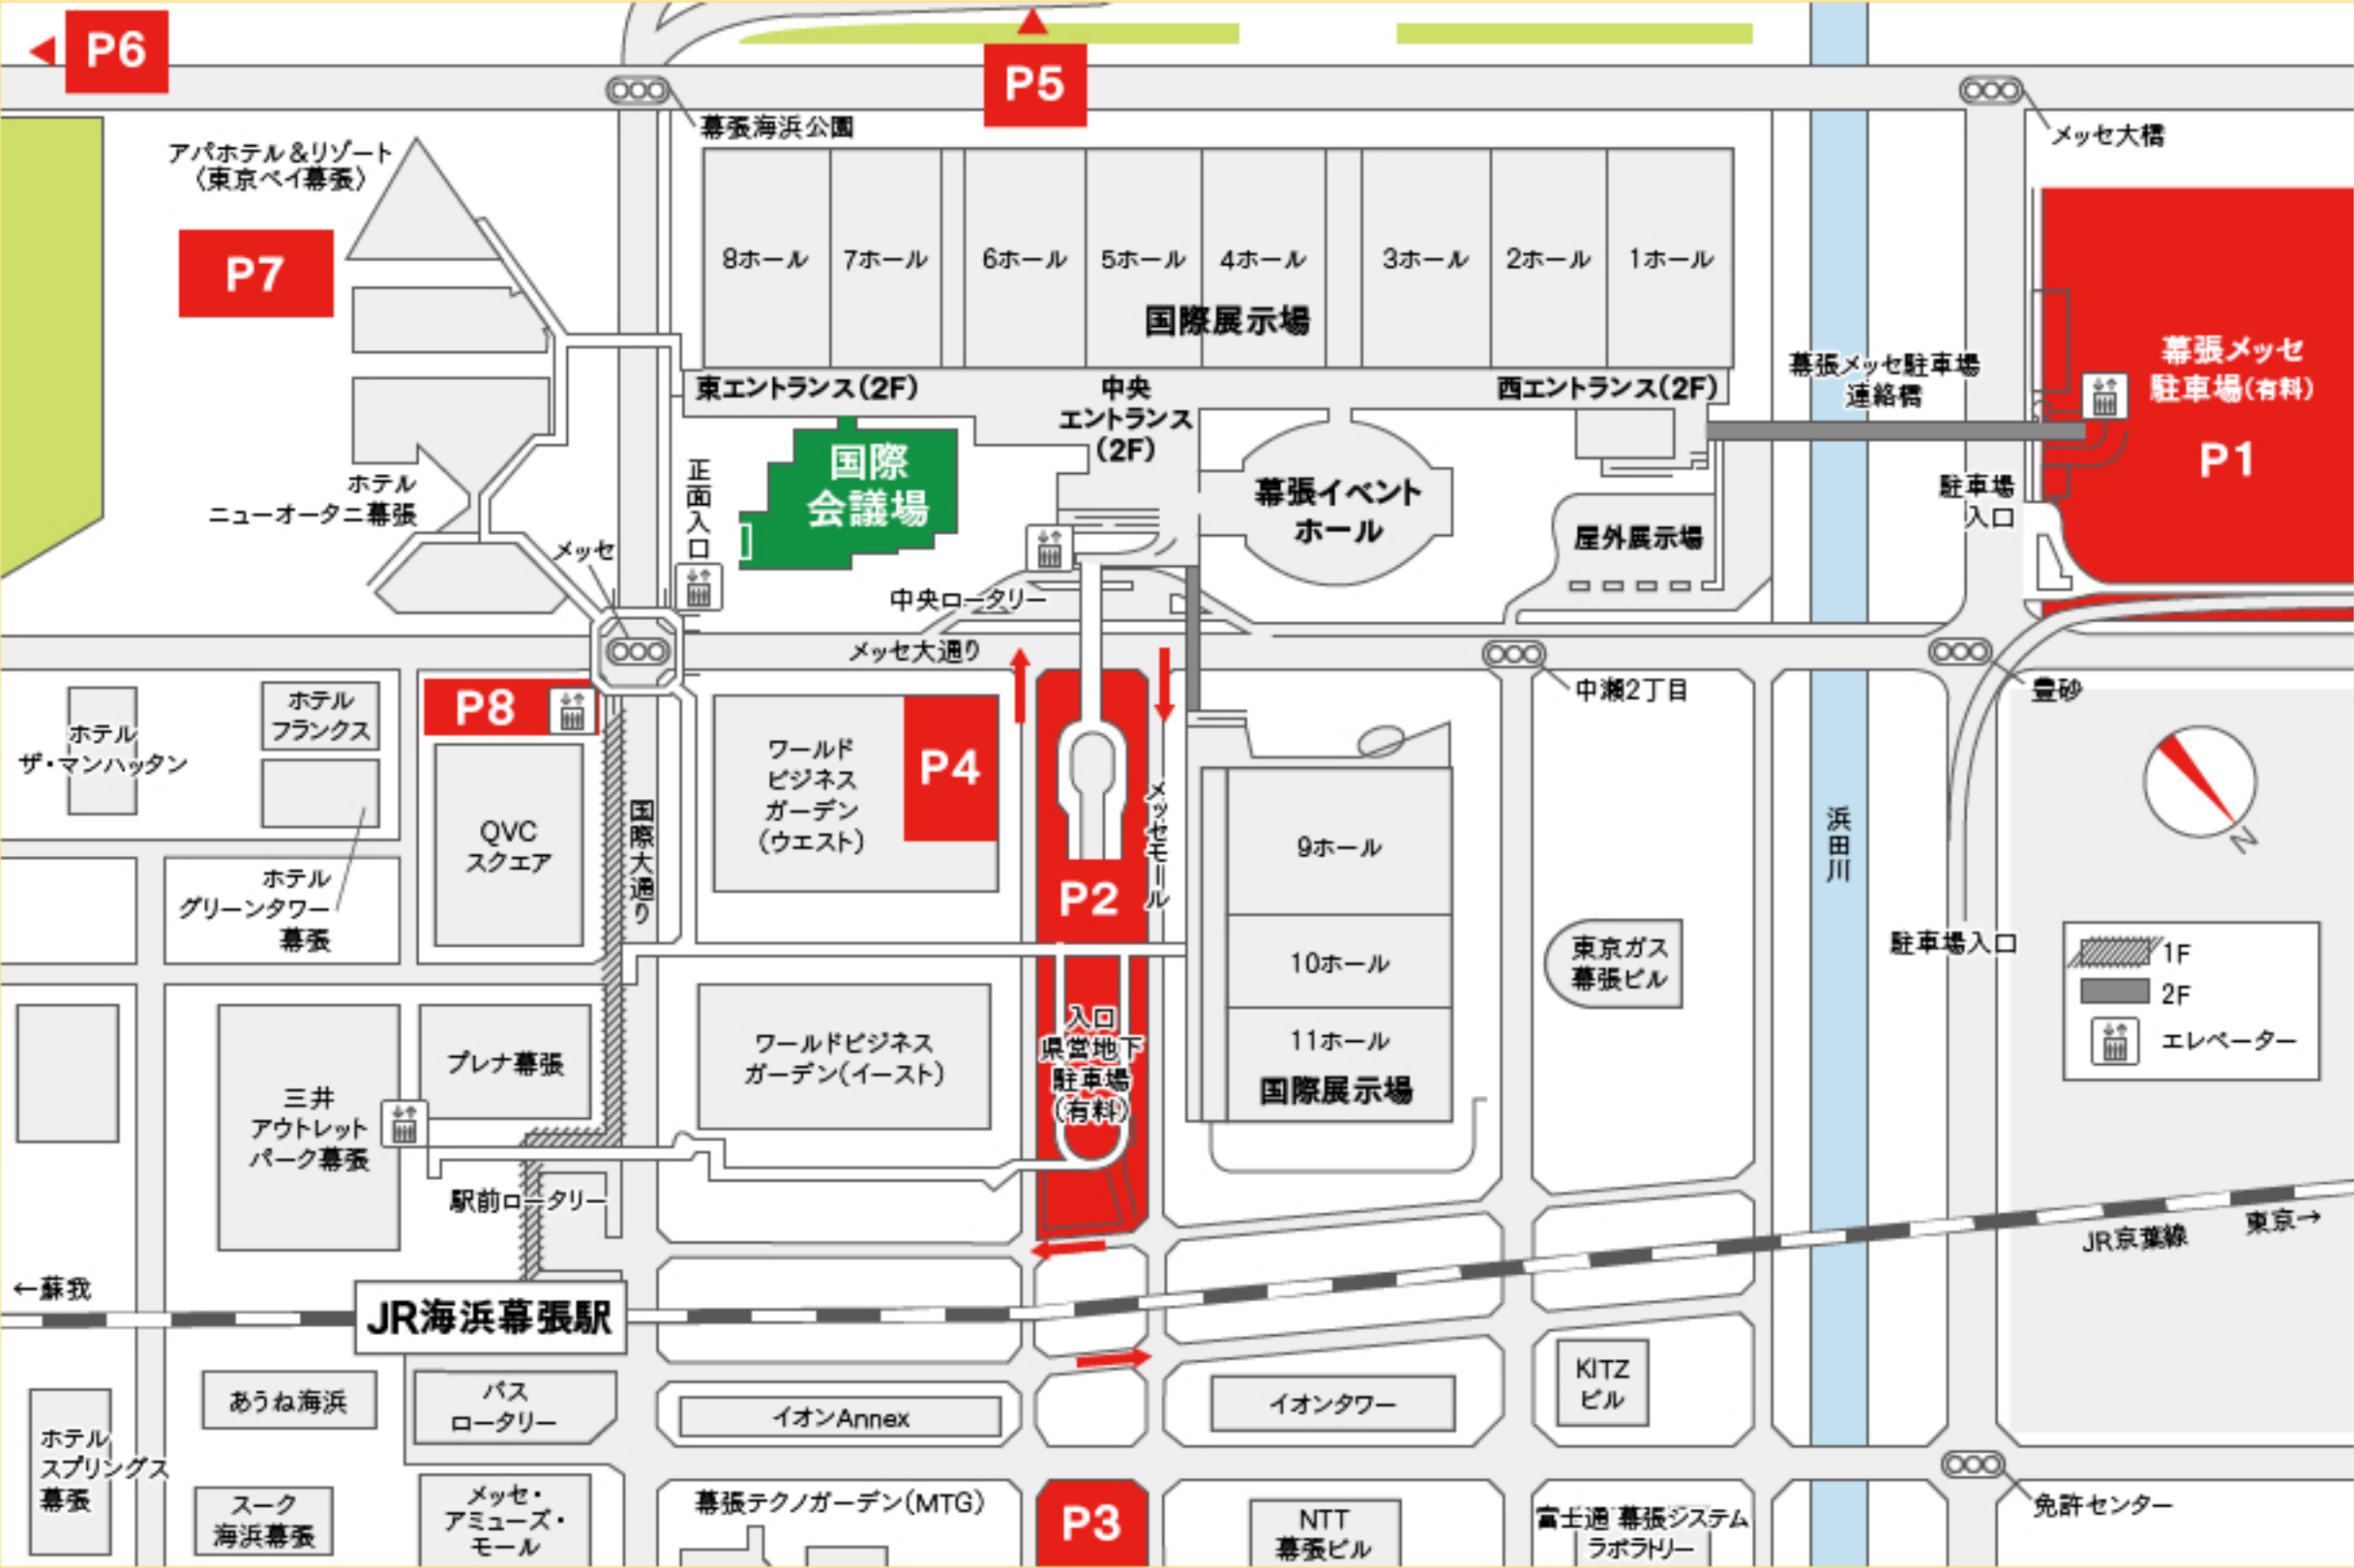 P6
P5
幕張海浜公園
メッセ大橋
アパホテル&リゾート
〈東京ベイ幕張〉
P7
8ホール
7ホール
6ホール
5ホール
4ホール
3ホール
2ホール
1ホール
国際展示場
幕張メッセ
駐車場(有料)
P1
幕張メッセ駐車場
連絡橋
東エントランス(2F)
中央
エントランス
(2F)
西エントランス(2F)
国際
会議場
正面入口
幕張イベント
ホール
屋外展示場
駐車場
入口
ホテル
ニューオータニ幕張
メッセ
中央ロータリー
メッセ大通り
中瀬2丁目
豊砂
P8
ホテル
フランクス
ホテル
ザ・マンハッタン
ワールド
ビジネス
ガーデン
(ウエスト)
P4
メッセモール
P2
国際大通り
QVC
スクエア
ホテル
グリーンタワー
幕張
9ホール
10ホール
11ホール
国際展示場
東京ガス
幕張ビル
浜田川
駐車場入口
N
1F
2F
エレベーター
入口
県営地下
駐車場
(有料)
ワールドビジネス
ガーデン(イースト)
プレナ幕張
三井
アウトレット
パーク幕張
駅前ロータリー
←蘇我
JR海浜幕張駅
JR京葉線
東京→
あうね海浜
バス
ロータリー
イオンAnnex
イオンタワー
KITZ
ビル
ホテル
スプリングス
幕張
スーク
海浜幕張
メッセ・
アミューズ・
モール
幕張テクノガーデン(MTG)
P3
NTT
幕張ビル
富士通 幕張システム
ラボラトリー
免許センター